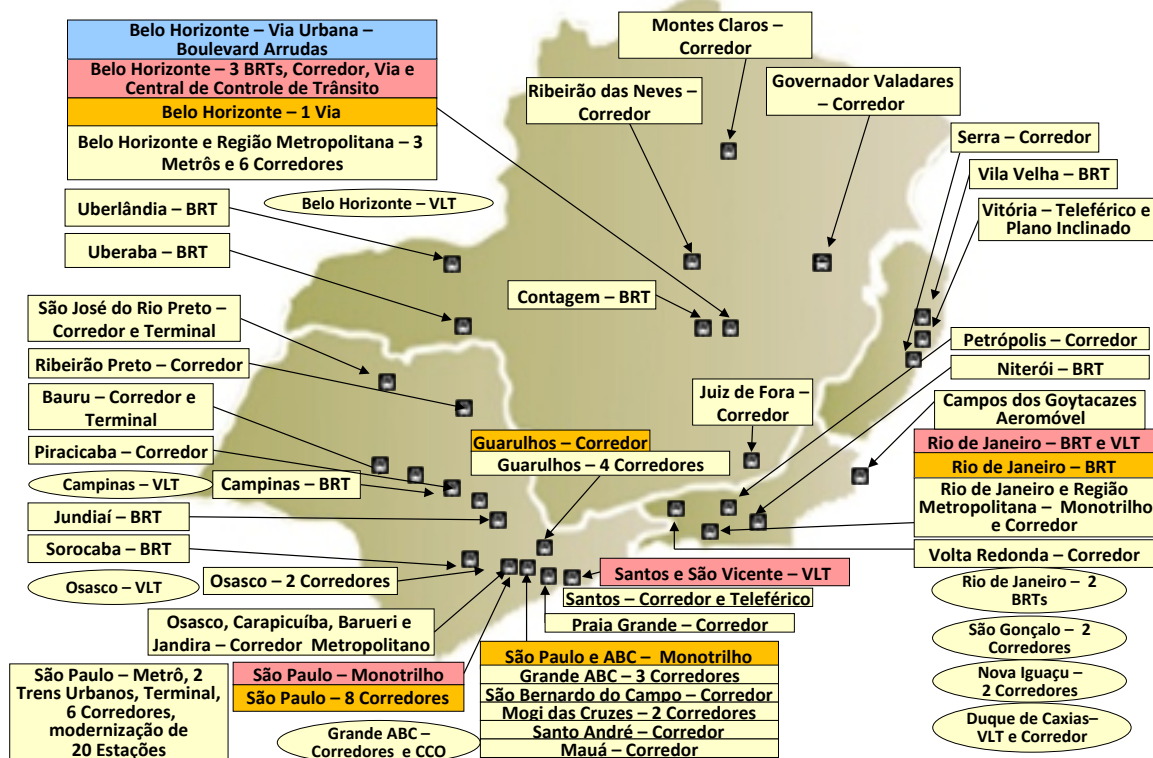 Belo Horizonte – Via Urbana –
Boulevard Arrudas
Belo Horizonte – 3 BRTs, Corredor, Via e
Central de Controle de Trânsito
Belo Horizonte – 1 Via
Belo Horizonte e Região Metropolitana – 3
Metrôs e 6 Corredores
Belo Horizonte – VLT
Montes Claros –
Corredor
Ribeirão das Neves –
Corredor
Governador Valadares
– Corredor
Serra – Corredor
Vila Velha – BRT
Vitória – Teleférico e
Plano Inclinado
Uberlândia – BRT
Uberaba – BRT
Contagem – BRT
São José do Rio Preto –
Corredor e Terminal
Ribeirão Preto – Corredor
Bauru – Corredor e
Terminal
Piracicaba – Corredor
Campinas – VLT
Campinas – BRT
Jundiaí – BRT
Sorocaba – BRT
Osasco – VLT
Osasco – 2 Corredores
Osasco, Carapicuíba, Barueri e
Jandira – Corredor Metropolitano
São Paulo – Metrô, 2
Trens Urbanos, Terminal,
6 Corredores,
modernização de
20 Estações
São Paulo – Monotrilho
São Paulo – 8 Corredores
Grande ABC –
Corredores e CCO
Guarulhos – Corredor
Guarulhos – 4 Corredores
Juiz de Fora –
Corredor
Santos e São Vicente – VLT
Santos – Corredor e Teleférico
Praia Grande – Corredor
São Paulo e ABC – Monotrilho
Grande ABC – 3 Corredores
São Bernardo do Campo – Corredor
Mogi das Cruzes – 2 Corredores
Santo André – Corredor
Mauá – Corredor
Petrópolis – Corredor
Niterói – BRT
Campos dos Goytacazes
Aeromóvel
Rio de Janeiro – BRT e VLT
Rio de Janeiro – BRT
Rio de Janeiro e Região
Metropolitana – Monotrilho
e Corredor
Volta Redonda – Corredor
Rio de Janeiro – 2
BRTs
São Gonçalo – 2
Corredores
Nova Iguaçu
– 2 Corredores
Duque de Caxias–
VLT e Corredor